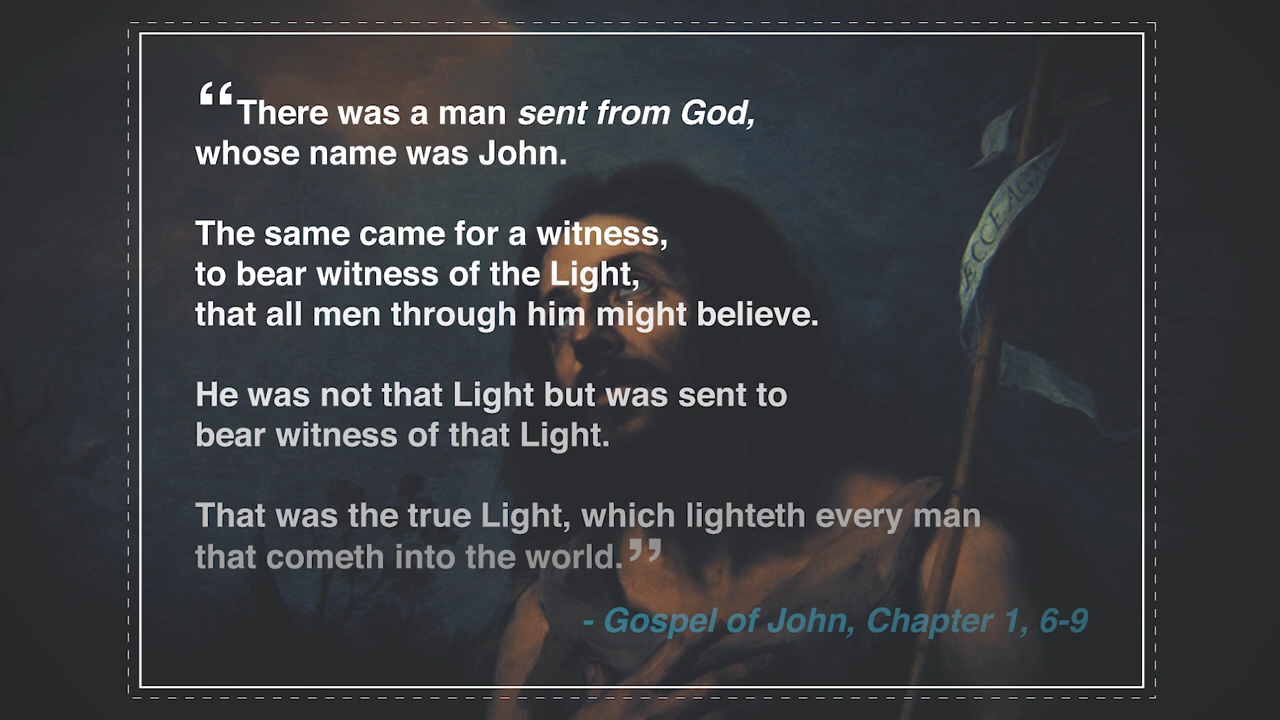 “There was a man sent from God,
whose name was John.
The same came for a witness,
to bear witness of the Light,
that all men through him might believe.
He was not that Light but was sent to
bear witness of that Light.
That was the true Light, which lighteth every man
that cometh into the world.”
- Gospel of John, Chapter 1, 6-9
ECCE AG